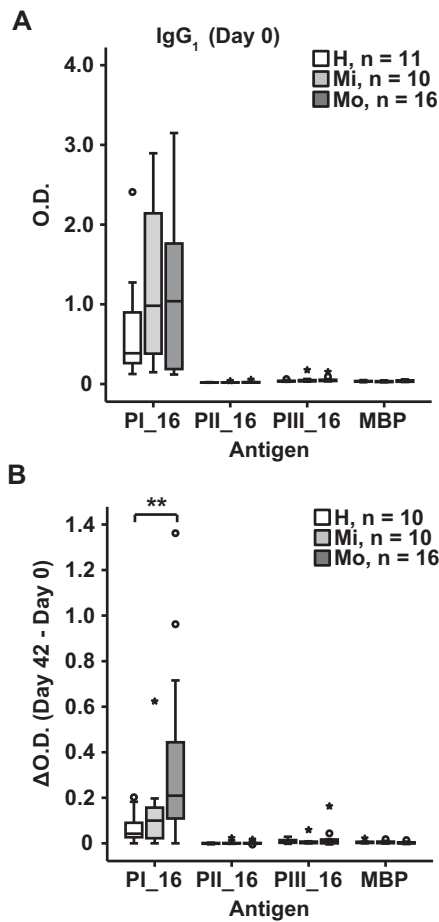 A
IgG1 (Day 0)
H, n = 11
Mi, n = 10
Mo, n = 16
4.0
3.0
2.0
1.0
0
O.D.
* * * *
PI_16 PII_16 PIII_16 MBP
Antigen
B
**
H, n = 10
Mi, n = 10
Mo, n = 16
1.4
1.2
1.0
0.8
0.6
0.4
0.2
0
ΔO.D. (Day 42 - Day 0)
PI_16 PII_16 PIII_16 MBP
Antigen